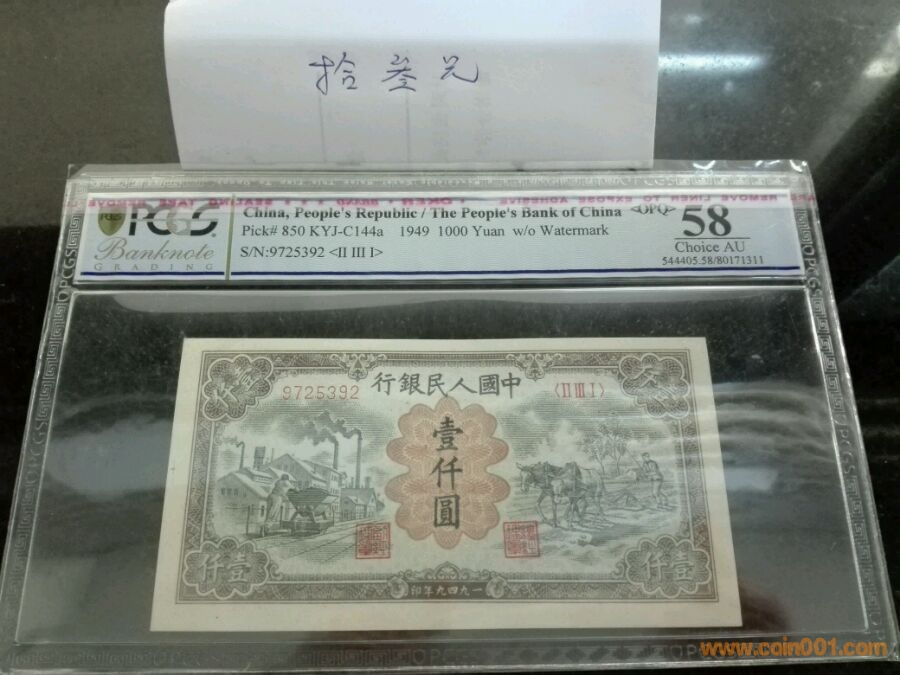 拾叁兄
PCGS
Banknote
GRADING
China, People's Republic / The People's Bank of China
Pick# 850 KYJ-C144a 1949 1000 Yuan w/o Watermark
S/N:9725392 <II III I>
<OPQ> 58
Choice AU
544405.58/80171311
行銀民人國中
9725392
〈II III I〉
壹仟圓
仟壹
仟壹
印年九四九一
www.coin001.com